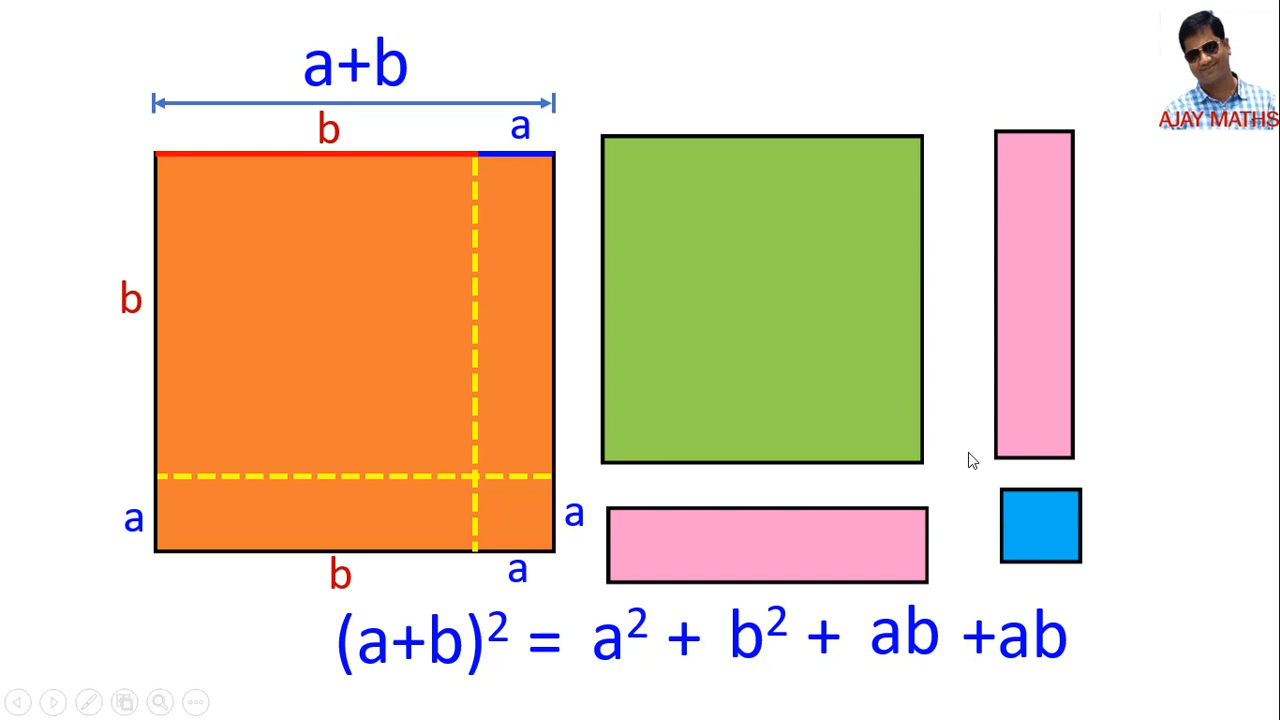 a+b
b a
AJAY MATHS
b
a a
b a
(a+b)² = a² + b² + ab +ab